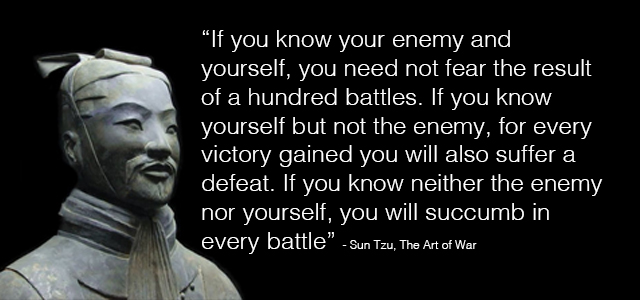 “If you know your enemy and
yourself, you need not fear the result
of a hundred battles. If you know
yourself but not the enemy, for every
victory gained you will also suffer a
defeat. If you know neither the enemy
nor yourself, you will succumb in
every battle” - Sun Tzu, The Art of War